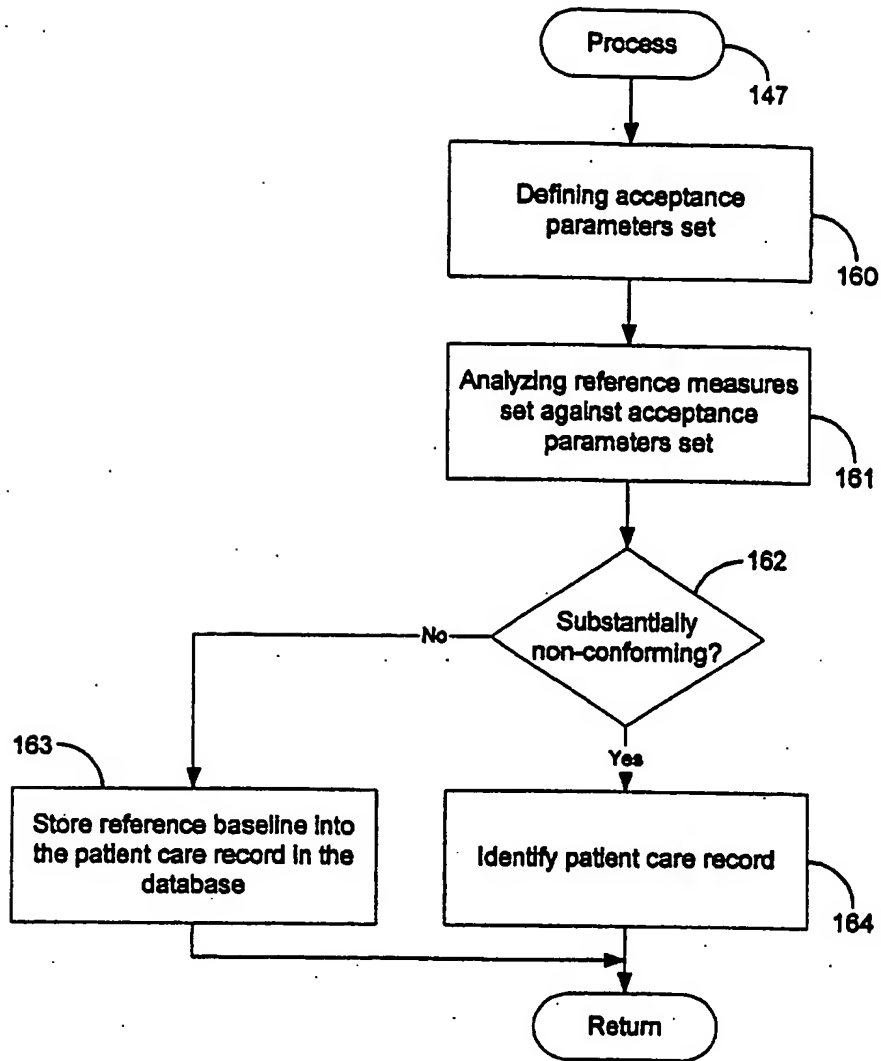 Process
147
Defining acceptance
parameters set
160
Analyzing reference measures
set against acceptance
parameters set
161
162
Substantially
non-conforming?
No
Yes
163
Store reference baseline into
the patient care record in the
database
Identify patient care record
164
Return